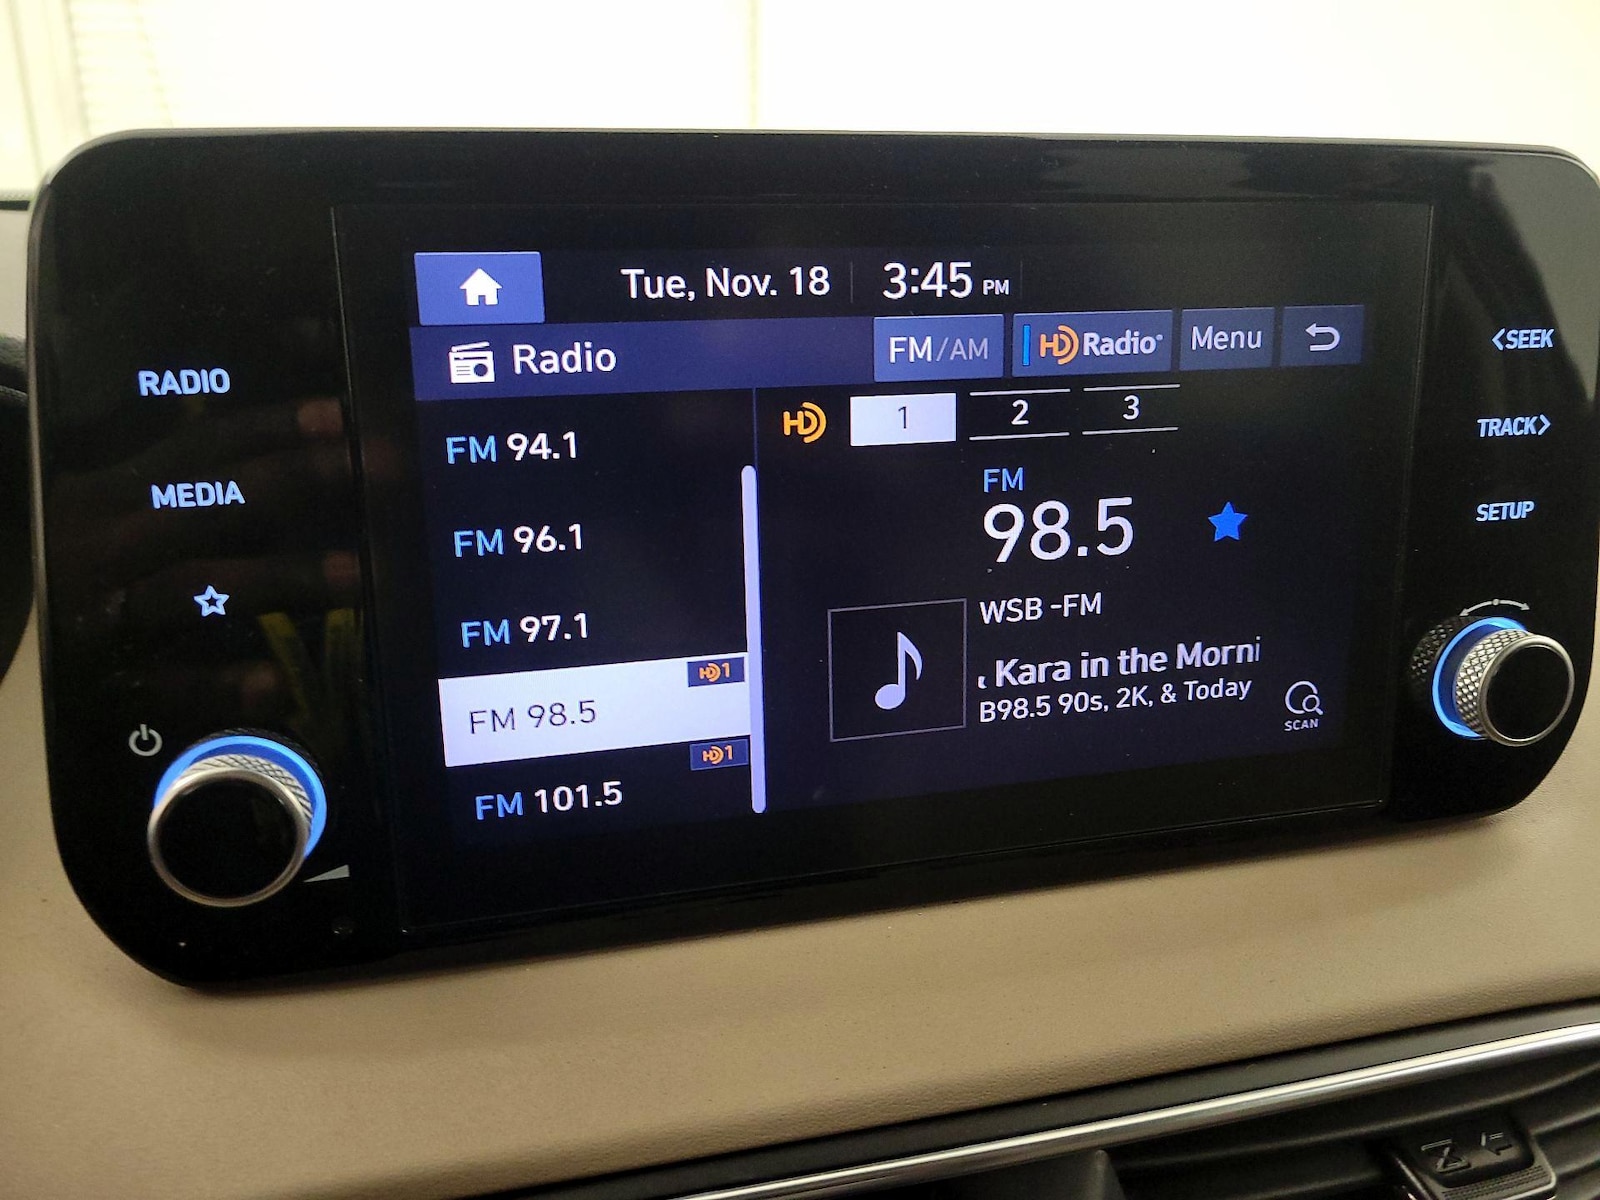 Tue, Nov. 18 3:45 PM
Radio FM/AM HD Radio Menu
HD 1 2 3
FM 94.1
FM 96.1
FM 97.1
HD1
FM 98.5
HD1
FM 101.5
FM
98.5
WSB -FM
Kara in the Morni
B98.5 90s, 2K, & Today
SCAN
RADIO
MEDIA
<SEEK
TRACK>
SETUP